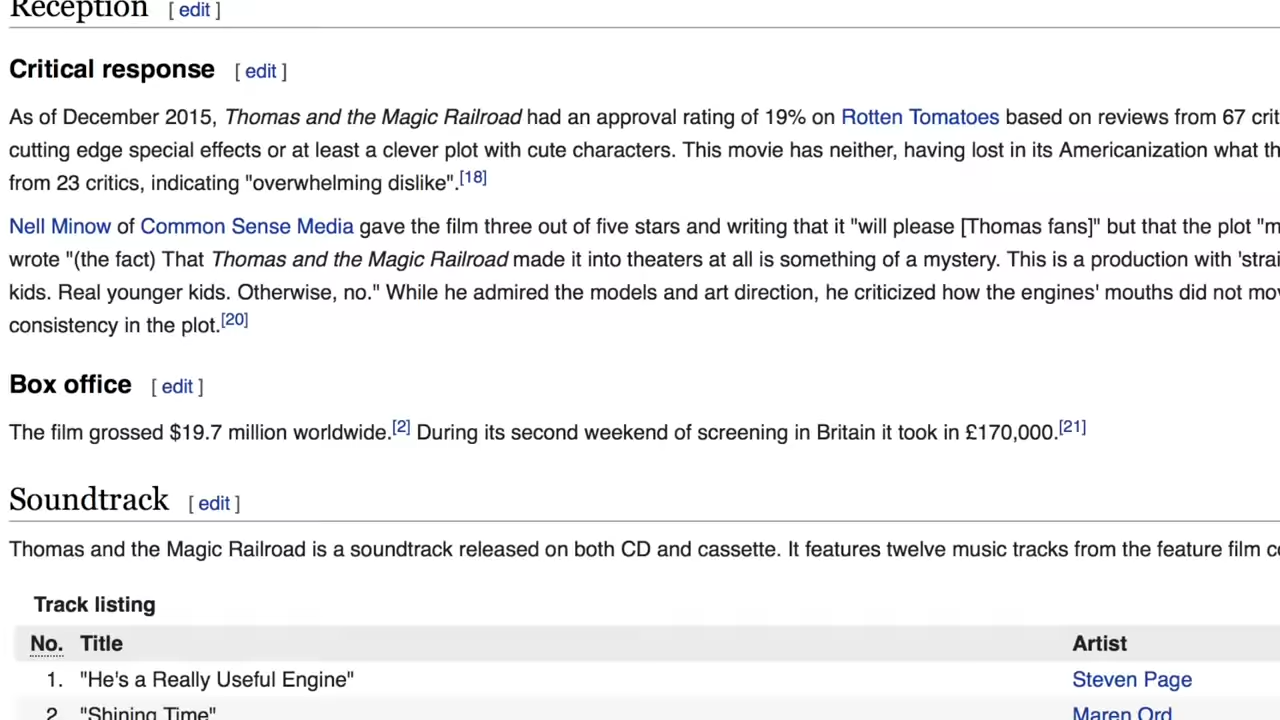 Reception [ edit ]
Critical response [ edit ]
As of December 2015, Thomas and the Magic Railroad had an approval rating of 19% on Rotten Tomatoes based on reviews from 67
cutting edge special effects or at least a clever plot with cute characters. This movie has neither, having lost in its Americanization what
from 23 critics, indicating "overwhelming dislike".[18]
Nell Minow of Common Sense Media gave the film three out of five stars and writing that it "will please [Thomas fans]" but that the plot
wrote "(the fact) That Thomas and the Magic Railroad made it into theaters at all is something of a mystery. This is a production with
kids. Real younger kids. Otherwise, no." While he admired the models and art direction, he criticized how the engines' mouths did not
consistency in the plot.[20]
Box office [ edit ]
The film grossed $19.7 million worldwide.[2] During its second weekend of screening in Britain it took in £170,000.[21]
Soundtrack [ edit ]
Thomas and the Magic Railroad is a soundtrack released on both CD and cassette. It features twelve music tracks from the feature film
Track listing
No. Title Artist
1. "He's a Really Useful Engine" Steven Page
2. "Shining Time" Maren Ord